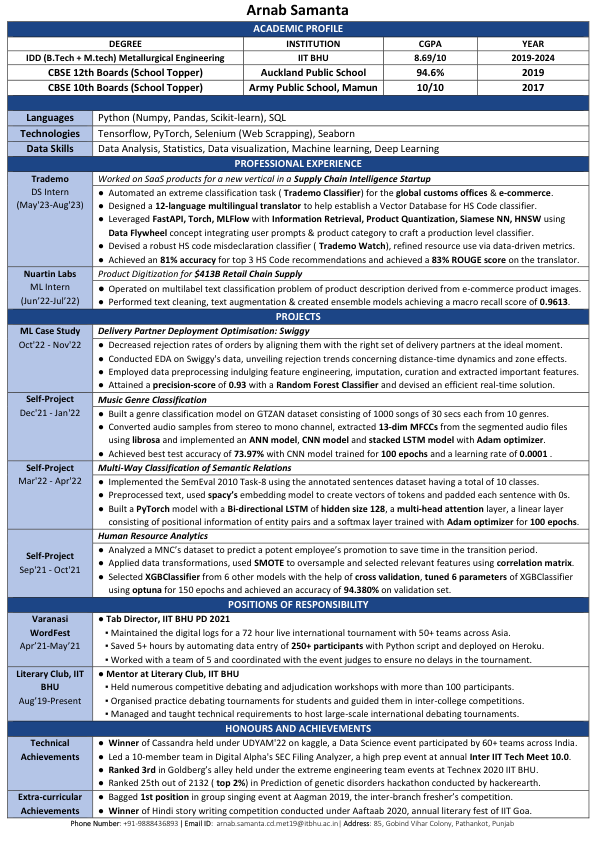 Arnab Samanta
ACADEMIC PROFILE
DEGREE INSTITUTION CGPA YEAR
IDD (B.Tech + M.tech) Metallurgical Engineering IIT BHU 8.69/10 2019-2024
CBSE 12th Boards (School Topper) Auckland Public School 94.6% 2019
CBSE 10th Boards (School Topper) Army Public School, Mamun 10/10 2017
Languages Python (Numpy, Pandas, Scikit-learn), SQL
Technologies Tensorflow, PyTorch, Selenium (Web Scrapping), Seaborn
Data Skills Data Analysis, Statistics, Data visualization, Machine learning, Deep Learning
PROFESSIONAL EXPERIENCE
Trademo Worked on SaaS products for a new vertical in a Supply Chain Intelligence Startup
DS Intern ● Automated an extreme classification task ( Trademo Classifier) for the global customs offices & e-commerce.
(May'23-Aug'23) ● Designed a 12-language multilingual translator to help establish a Vector Database for HS Code classifier.
● Leveraged FastAPI, Torch, MLFlow with Information Retrieval, Product Quantization, Siamese NN, HNSW using
Data Flywheel concept integrating user prompts & product category to craft a production level classifier.
● Devised a robust HS code misdeclaration classifier ( Trademo Watch), refined resource use via data-driven metrics.
● Achieved an 81% accuracy for top 3 HS Code recommendations and achieved a 83% ROUGE score on the translator.
Nuartin Labs Product Digitization for $413B Retail Chain Supply
ML Intern ● Operated on multilabel text classification problem of product description derived from e-commerce product images.
(Jun'22-Jul'22) ● Performed text cleaning, text augmentation & created ensemble models achieving a macro recall score of 0.9613.
PROJECTS
ML Case Study Delivery Partner Deployment Optimisation: Swiggy
Oct'22 - Nov'22 ● Decreased rejection rates of orders by aligning them with the right set of delivery partners at the ideal moment.
● Conducted EDA on Swiggy's data, unveiling rejection trends concerning distance-time dynamics and zone effects.
● Employed data preprocessing indulging feature engineering, imputation, curation and extracted important features.
● Attained a precision-score of 0.93 with a Random Forest Classifier and devised an efficient real-time solution.
Self-Project Music Genre Classification
Dec'21 - Jan'22 ● Built a genre classification model on GTZAN dataset consisting of 1000 songs of 30 secs each from 10 genres.
● Converted audio samples from stereo to mono channel, extracted 13-dim MFCCs from the segmented audio files
using librosa and implemented an ANN model, CNN model and stacked LSTM model with Adam optimizer.
● Achieved best test accuracy of 73.97% with CNN model trained for 100 epochs and a learning rate of 0.0001 .
Self-Project Multi-Way Classification of Semantic Relations
Mar'22 - Apr'22 ● Implemented the SemEval 2010 Task-8 using the annotated sentences dataset having a total of 10 classes.
● Preprocessed text, used spacy's embedding model to create vectors of tokens and padded each sentence with 0s.
● Built a PyTorch model with a Bi-directional LSTM of hidden size 128, a multi-head attention layer, a linear layer
consisting of positional information of entity pairs and a softmax layer trained with Adam optimizer for 100 epochs.
Human Resource Analytics
● Analyzed a MNC's dataset to predict a potent employee's promotion to save time in the transition period.
Self-Project ● Applied data transformations, used SMOTE to oversample and selected relevant features using correlation matrix.
Sep'21 - Oct'21 ● Selected XGBClassifier from 6 other models with the help of cross validation, tuned 6 parameters of XGBClassifier
using optuna for 150 epochs and achieved an accuracy of 94.380% on validation set.
POSITIONS OF RESPONSIBILITY
Varanasi ● Tab Director, IIT BHU PD 2021
WordFest ▪ Maintained the digital logs for a 72 hour live international tournament with 50+ teams across Asia.
Apr'21-May'21 ▪ Saved 5+ hours by automating data entry of 250+ participants with Python script and deployed on Heroku.
▪ Worked with a team of 5 and coordinated with the event judges to ensure no delays in the tournament.
Literary Club, IIT ● Mentor at Literary Club, IIT BHU
BHU ▪ Held numerous competitive debating and adjudication workshops with more than 100 participants.
Aug'19-Present ▪ Organised practice debating tournaments for students and guided them in inter-college competitions.
▪ Managed and taught technical requirements to host large-scale international debating tournaments.
HONOURS AND ACHIEVEMENTS
Technical ● Winner of Cassandra held under UDYAM'22 on kaggle, a Data Science event participated by 60+ teams across India.
Achievements ● Led a 10-member team in Digital Alpha's SEC Filing Analyzer, a high prep event at annual Inter IIT Tech Meet 10.0.
● Ranked 3rd in Goldberg's alley held under the extreme engineering team events at Technex 2020 IIT BHU.
● Ranked 25th out of 2132 ( top 2%) in Prediction of genetic disorders hackathon conducted by hackerearth.
Extra-curricular ● Bagged 1st position in group singing event at Aagman 2019, the inter-branch fresher's competition.
Achievements ● Winner of Hindi story writing competition conducted under Aaftaab 2020, annual literary fest of IIT Goa.
Phone Number: +91-9888436893 | Email ID: arnab.samanta.cd.met19@itbhu.ac.in| Address: 85, Gobind Vihar Colony, Pathankot, Punjab